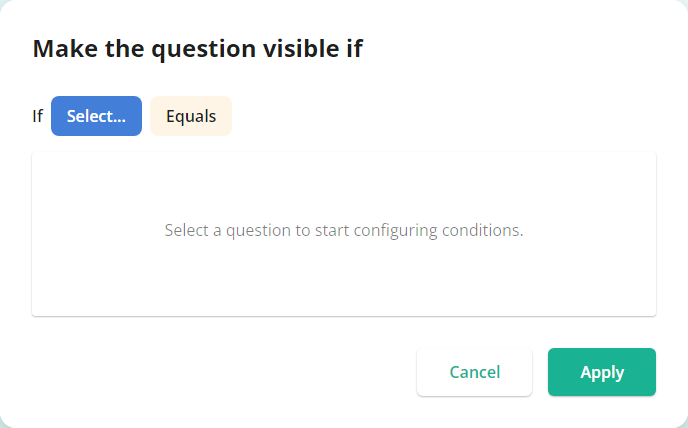 Make the question visible if
If Select... Equals
Select a question to start configuring conditions.
Cancel Apply